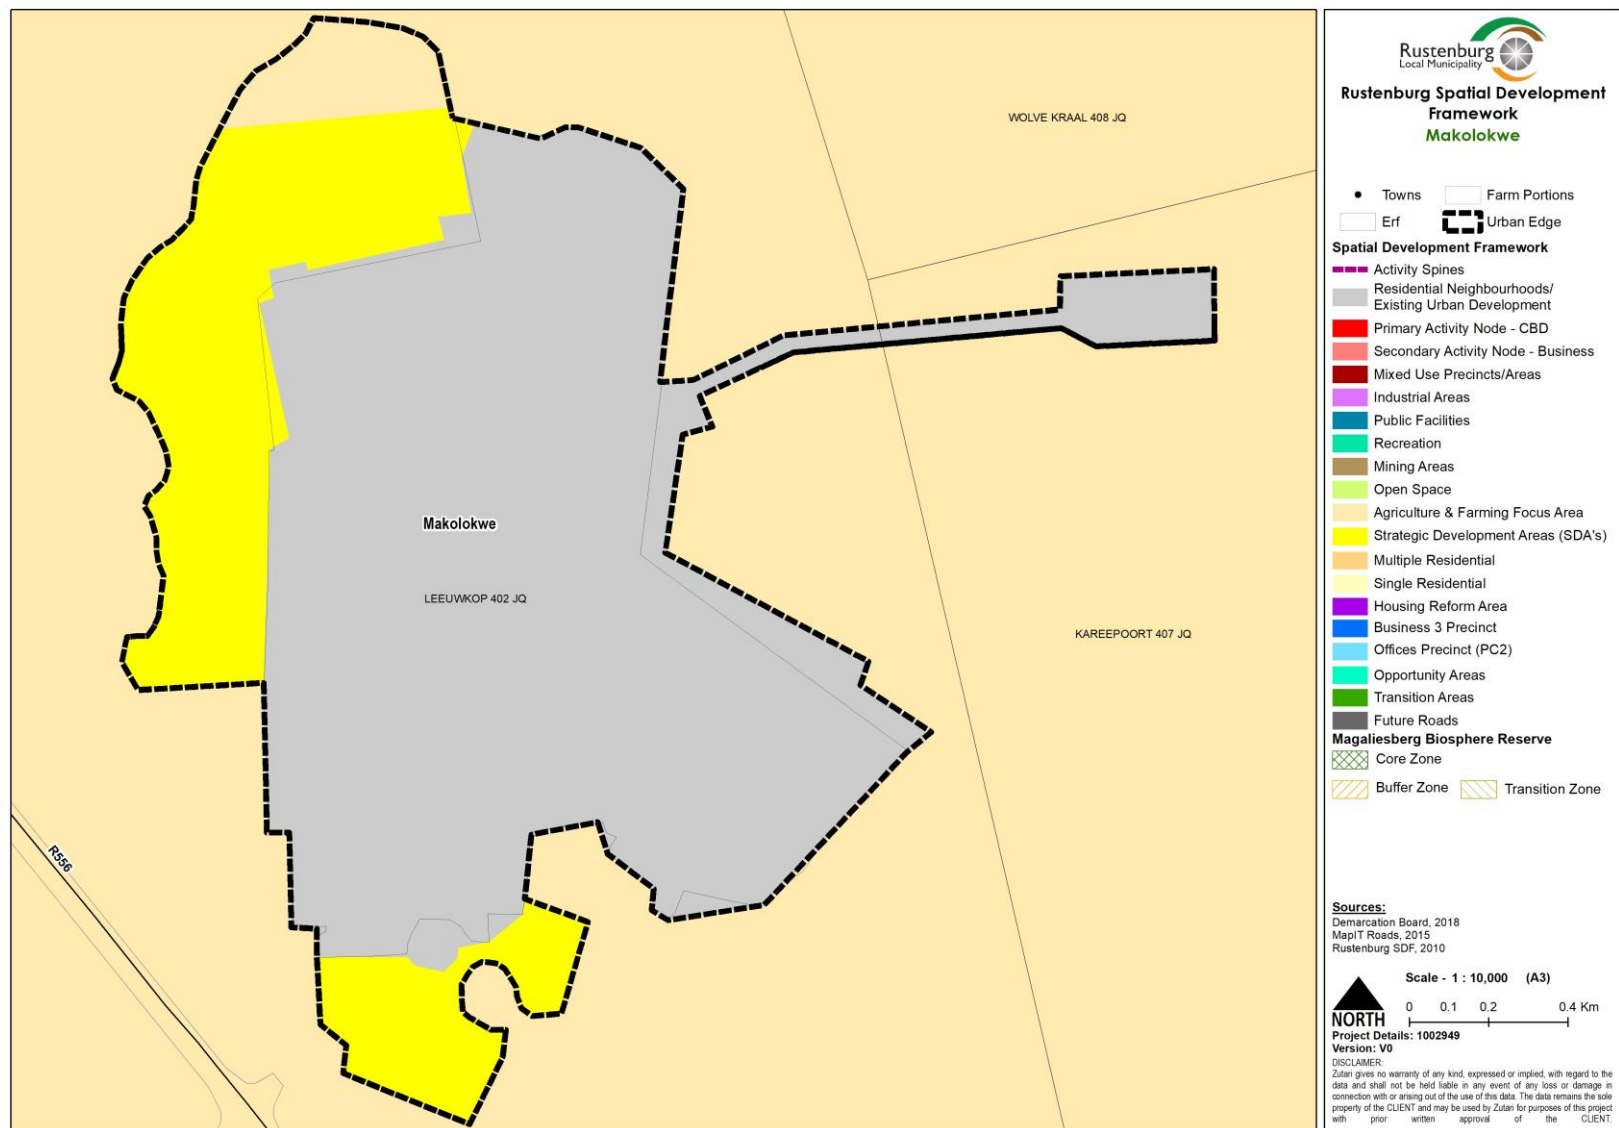 WOLVE KRAAL 408 JQ
Makolokwe
LEEUWKOP 402 JQ
KAREEPOORT 407 JQ
R556
Rustenburg
Local Municipality
Rustenburg Spatial Development
Framework
Makolokwe
Towns
Farm Portions
Erf
Urban Edge
Spatial Development Framework
Activity Spines
Residential Neighbourhoods/
Existing Urban Development
Primary Activity Node - CBD
Secondary Activity Node - Business
Mixed Use Precincts/Areas
Industrial Areas
Public Facilities
Recreation
Mining Areas
Open Space
Agriculture & Farming Focus Area
Strategic Development Areas (SDA's)
Multiple Residential
Single Residential
Housing Reform Area
Business 3 Precinct
Offices Precinct (PC2)
Opportunity Areas
Transition Areas
Future Roads
Magaliesberg Biosphere Reserve
Core Zone
Buffer Zone
Transition Zone
Sources:
Demarcation Board, 2018
MapIT Roads, 2015
Rustenburg SDF, 2010
Scale - 1 : 10,000 (A3)
0 0.1 0.2 0.4 Km
NORTH
Project Details: 1002949
Version: V0
DISCLAIMER:
Zutari gives no warranty of any kind, expressed or implied, with regard to the
data and shall not be held liable in any event of any loss or damage in
connection with or arising out of the use of this data. The data remains the sole
property of the CLIENT and may be used by Zutari for purposes of this project
with prior written approval of the CLIENT.